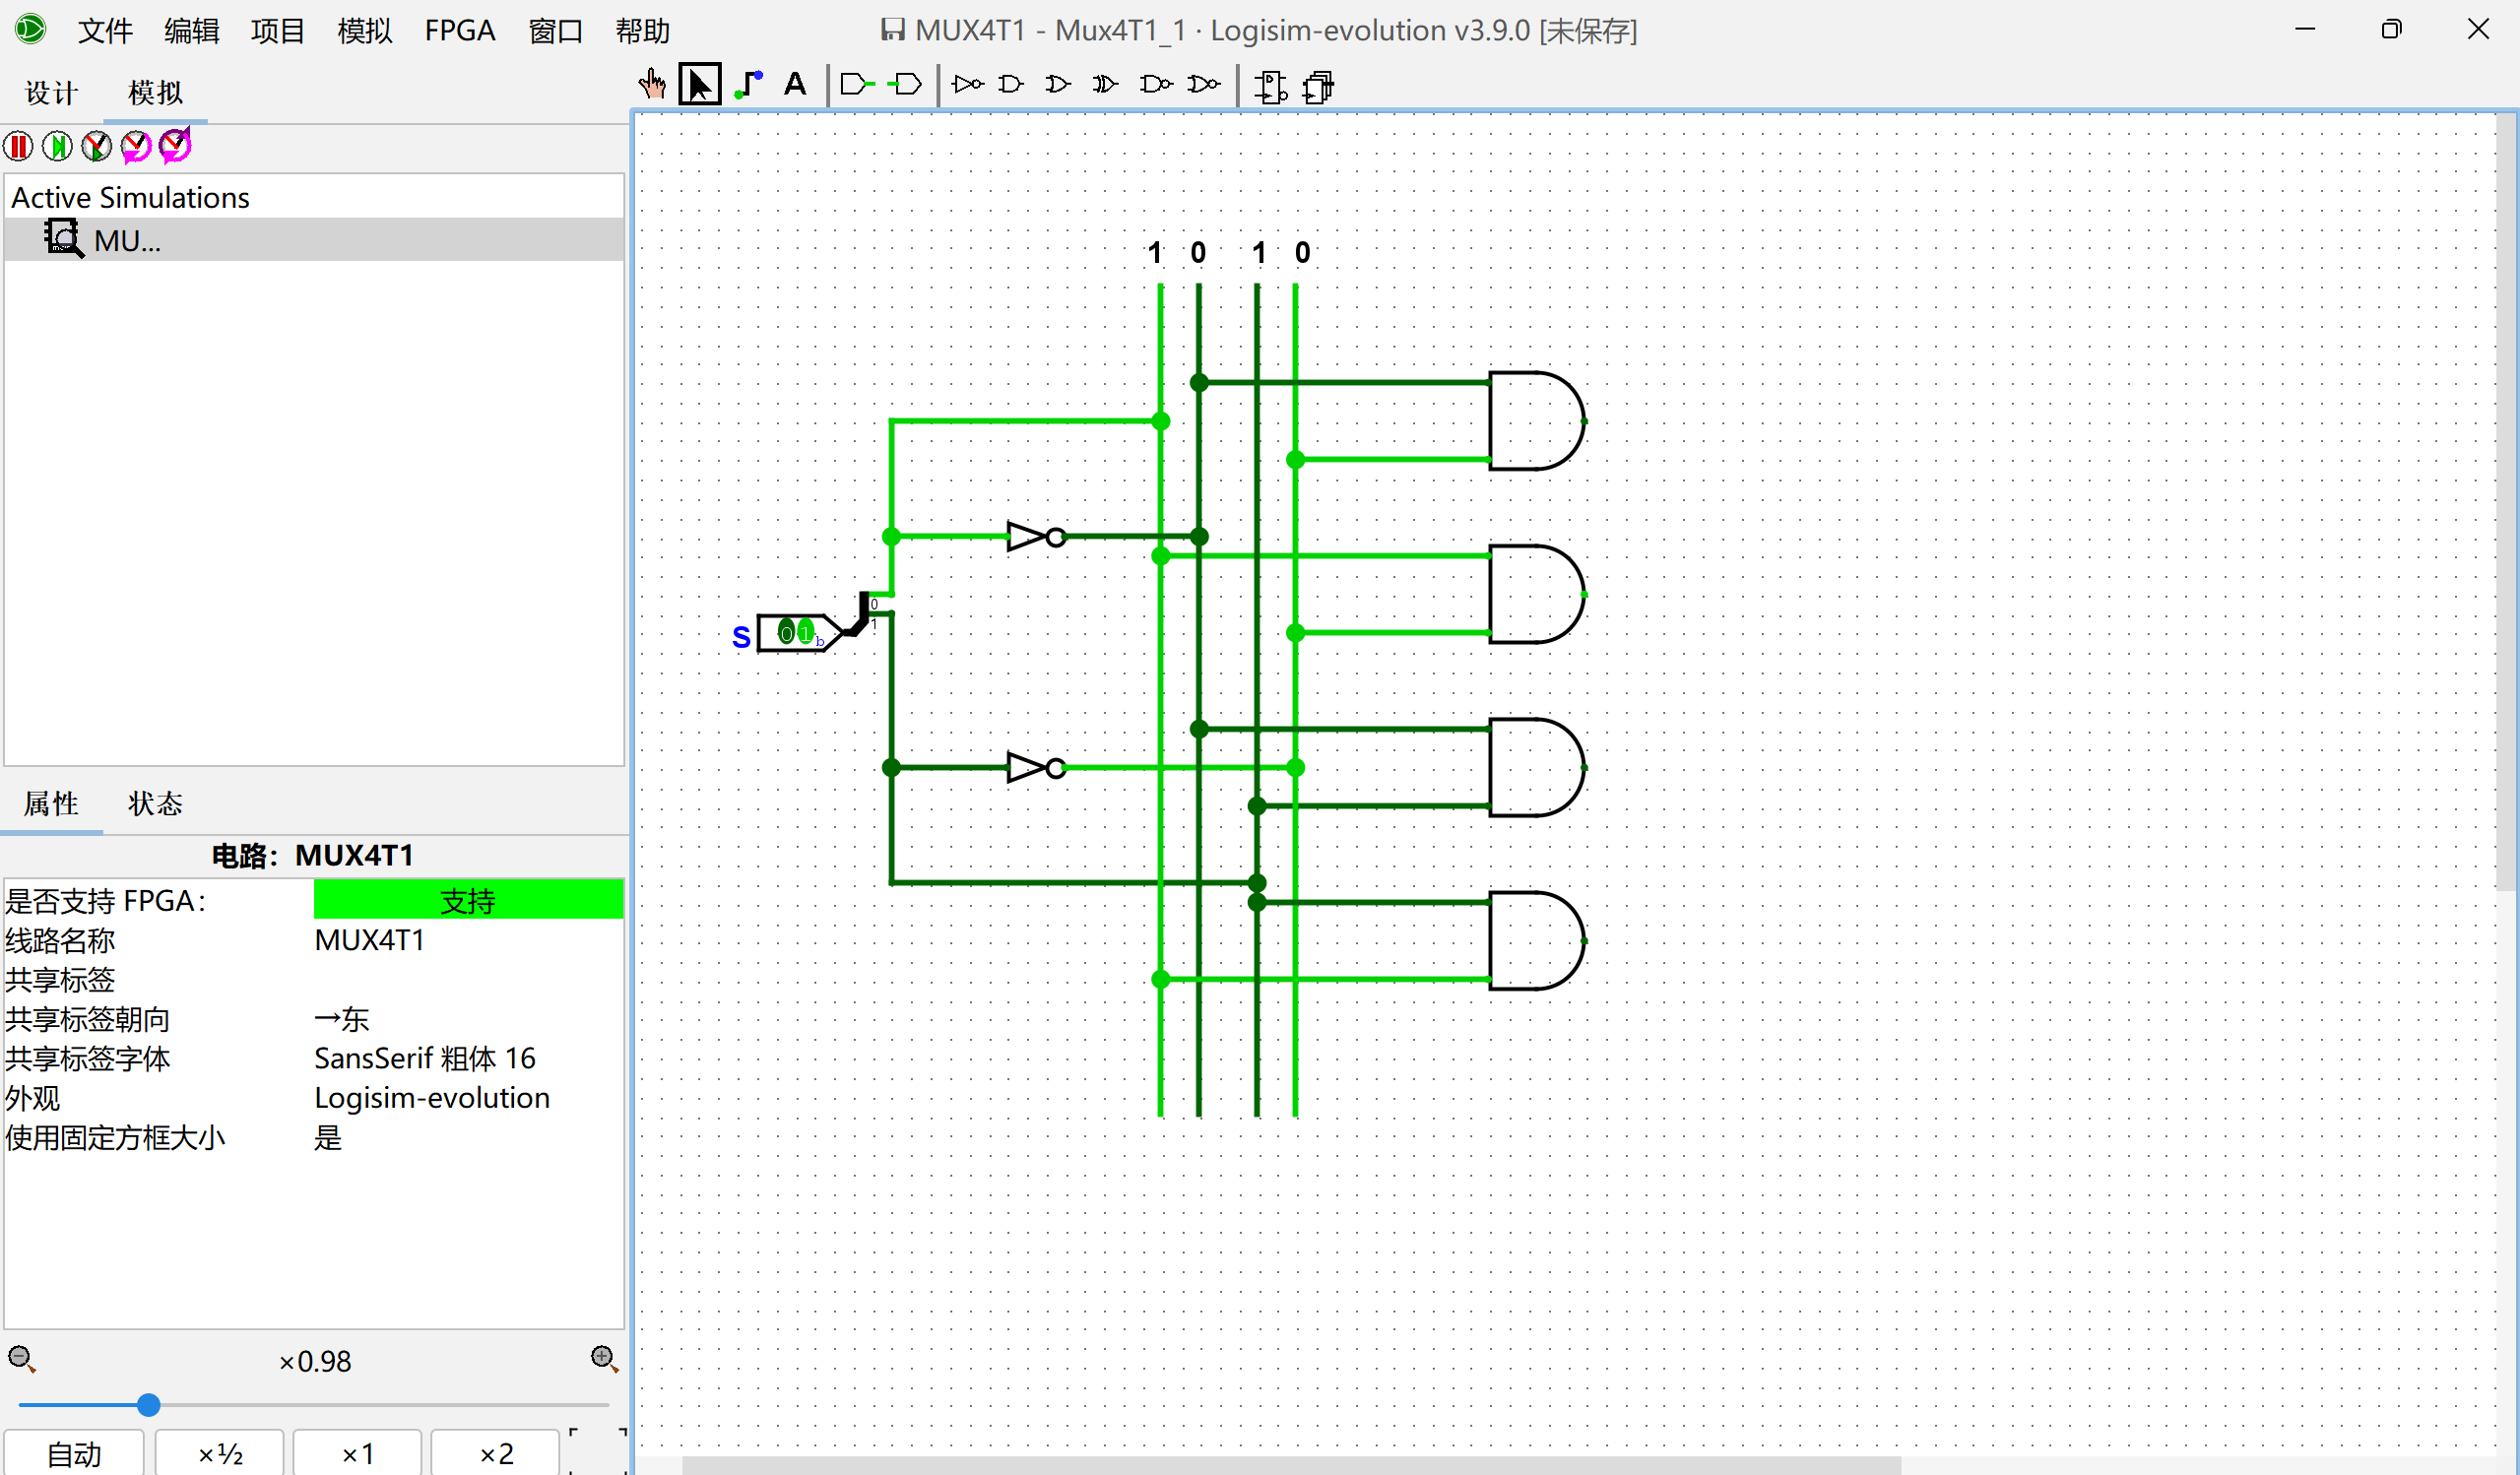 文件 编辑 项目 模拟 FPGA 窗口 帮助 MUX4T1 - Mux4T1_1 · Logisim-evolution v3.9.0 [未保存]
设计 模拟
A
Active Simulations
MU...
属性 状态
电路：MUX4T1
是否支持 FPGA： 支持
线路名称 MUX4T1
共享标签
共享标签朝向 →东
共享标签字体 SansSerif 粗体 16
外观 Logisim-evolution
使用固定方框大小 是
×0.98
自动 ×½ ×1 ×2
1 0 1 0
0
1
S 01b